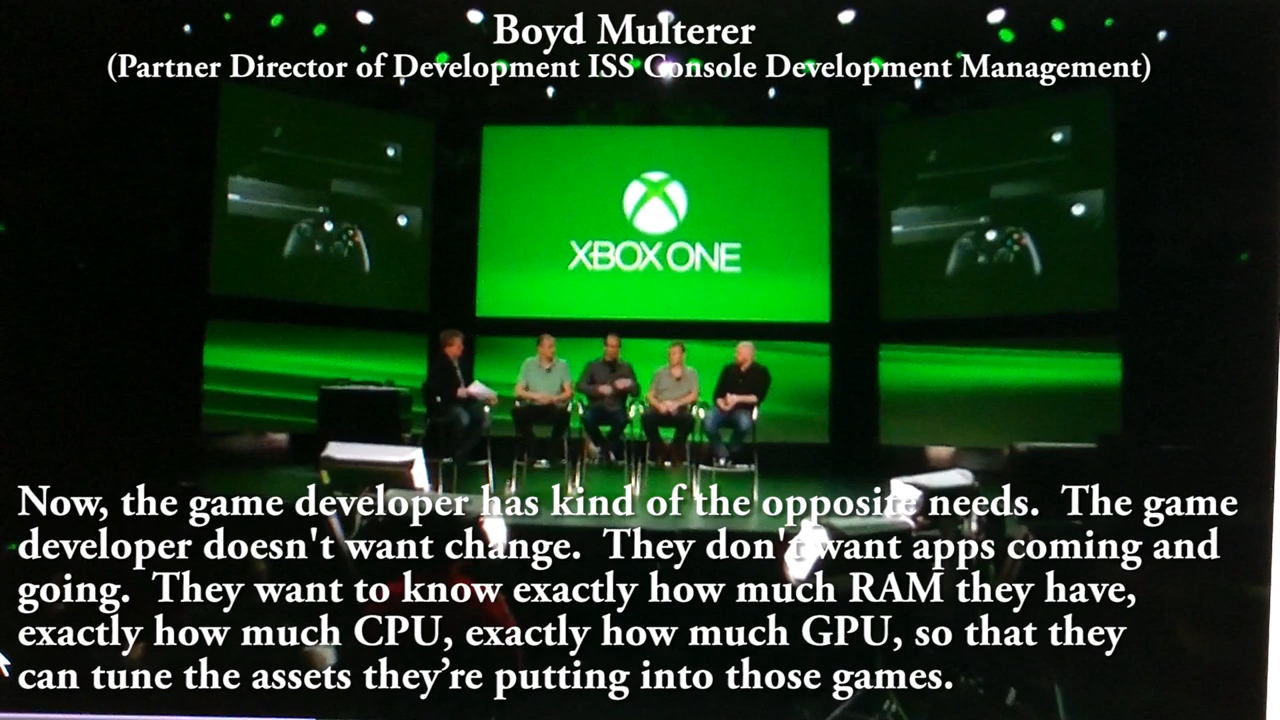 Boyd Multerer
(Partner Director of Development ISS Console Development Management)
XBOX ONE
Now, the game developer has kind of the opposite needs.  The game
developer doesn't want change.  They don't want apps coming and
going.  They want to know exactly how much RAM they have,
exactly how much CPU, exactly how much GPU, so that they
can tune the assets they’re putting into those games.